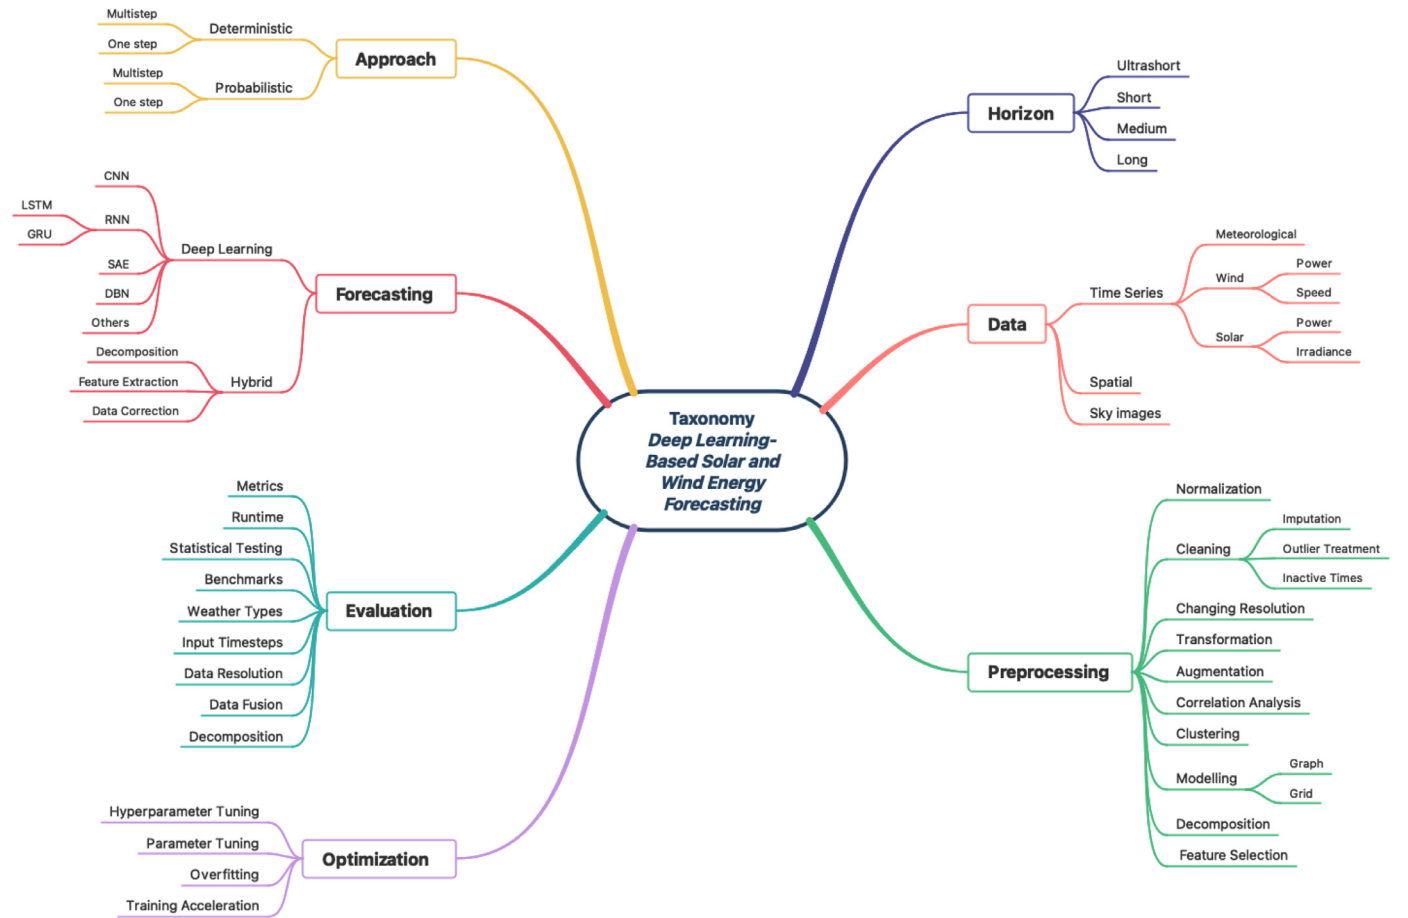 Taxonomy
Deep Learning-
Based Solar and
Wind Energy
Forecasting
Approach
Deterministic
Multistep
One step
Probabilistic
Multistep
One step
Forecasting
Deep Learning
CNN
RNN
LSTM
GRU
SAE
DBN
Others
Hybrid
Decomposition
Feature Extraction
Data Correction
Evaluation
Metrics
Runtime
Statistical Testing
Benchmarks
Weather Types
Input Timesteps
Data Resolution
Data Fusion
Decomposition
Optimization
Hyperparameter Tuning
Parameter Tuning
Overfitting
Training Acceleration
Horizon
Ultrashort
Short
Medium
Long
Data
Time Series
Meteorological
Wind
Power
Speed
Solar
Power
Irradiance
Spatial
Sky images
Preprocessing
Normalization
Cleaning
Imputation
Outlier Treatment
Inactive Times
Changing Resolution
Transformation
Augmentation
Correlation Analysis
Clustering
Modelling
Graph
Grid
Decomposition
Feature Selection